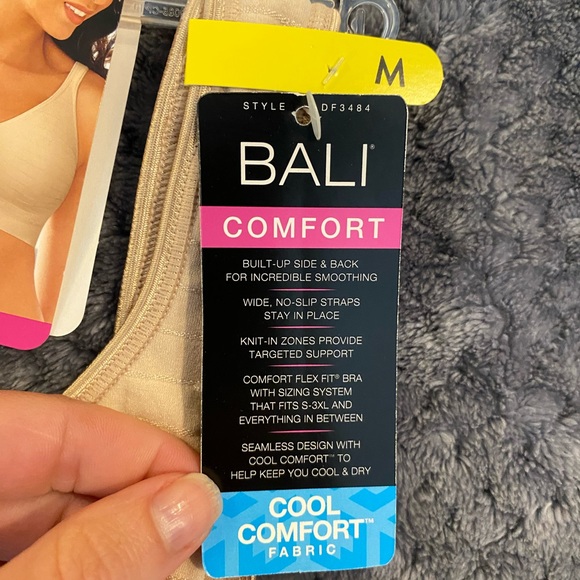 M
STYLE DF3484
BALI®
COMFORT
BUILT-UP SIDE & BACK
FOR INCREDIBLE SMOOTHING
WIDE, NO-SLIP STRAPS
STAY IN PLACE
KNIT-IN ZONES PROVIDE
TARGETED SUPPORT
COMFORT FLEX FIT® BRA
WITH SIZING SYSTEM
THAT FITS S-3XL AND
EVERYTHING IN BETWEEN
SEAMLESS DESIGN WITH
COOL COMFORT™ TO
HELP KEEP YOU COOL & DRY
COOL
COMFORT™
FABRIC